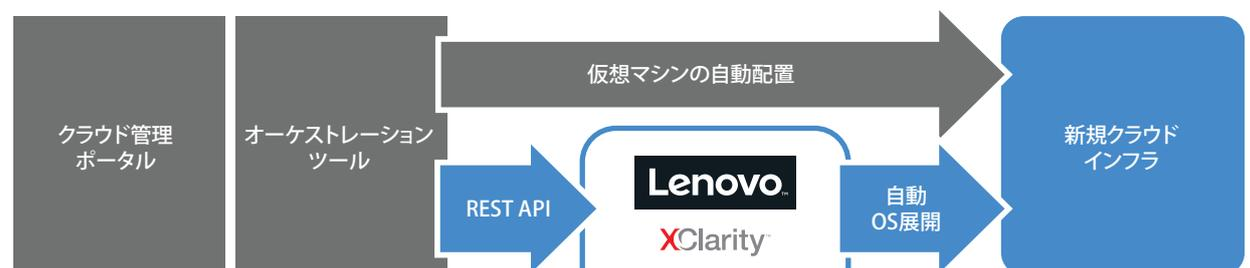 クラウド管理
ポータル
オーケストレーション
ツール
仮想マシンの自動配置
REST API
Lenovo™
XClarity™
自動
OS展開
新規クラウド
インフラ